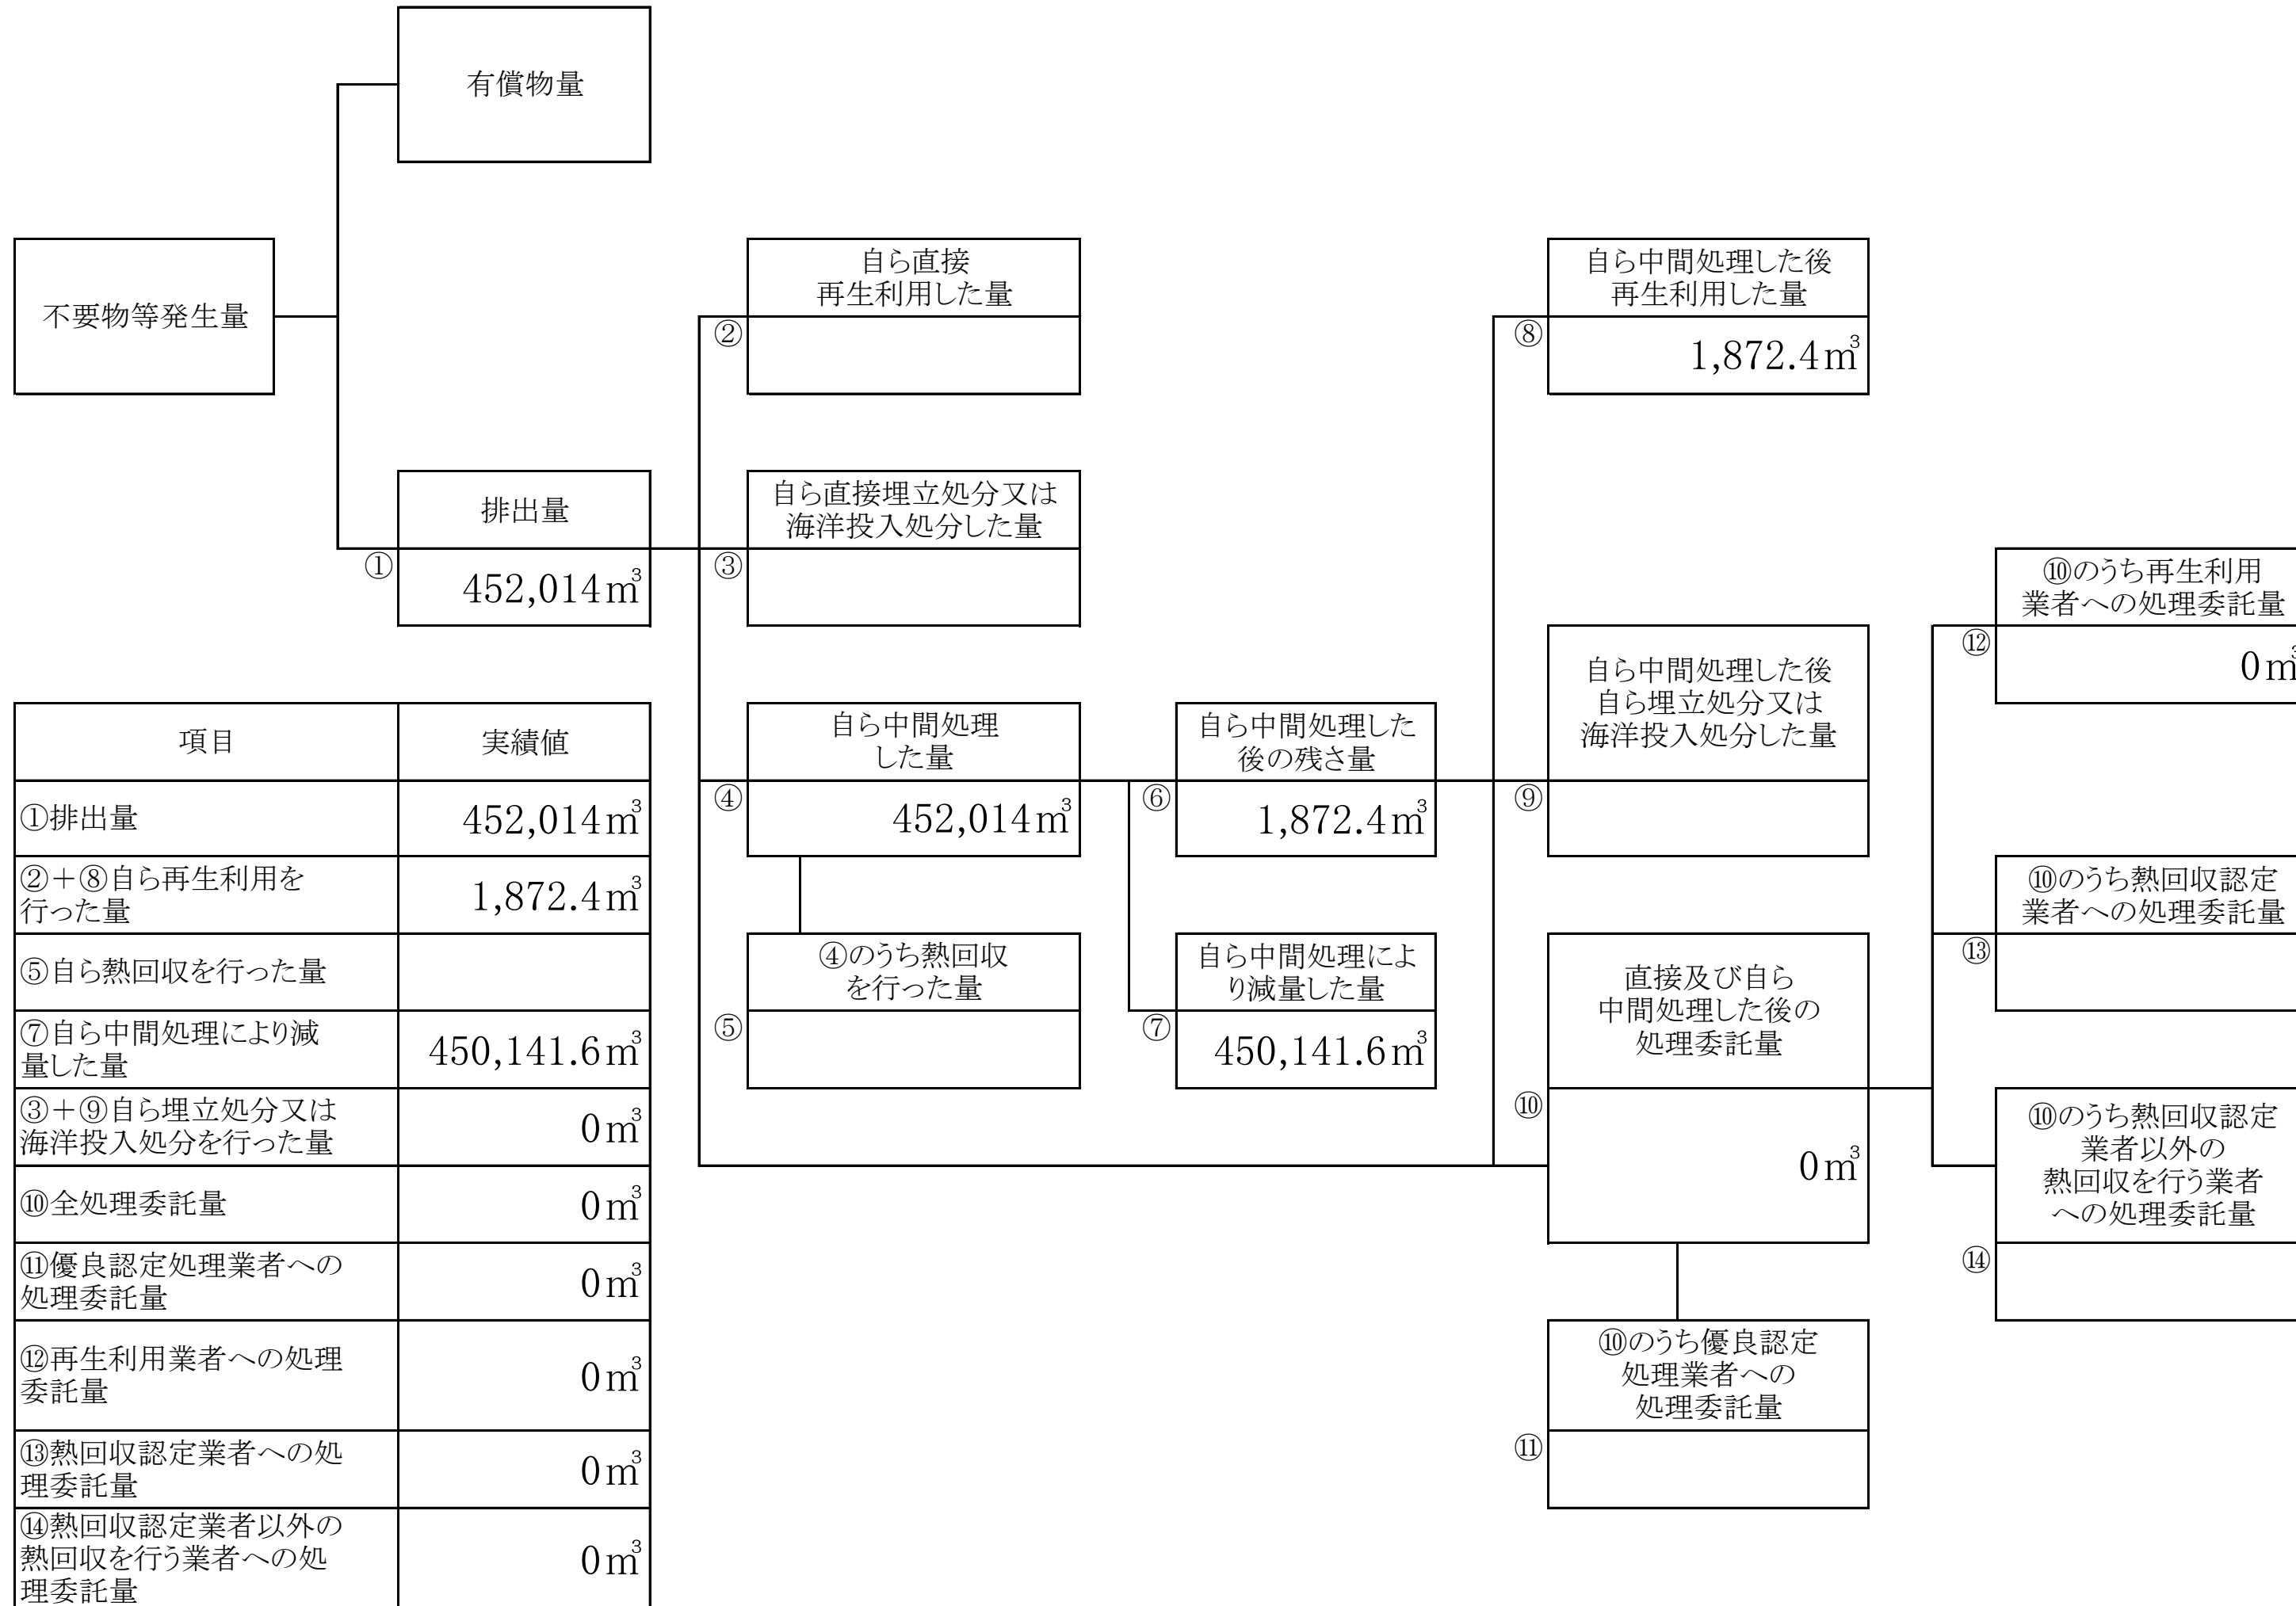 有償物量
不要物等発生量
自ら直接
再生利用した量
②
自ら中間処理した後
再生利用した量
⑧
1,872.4㎥
排出量
①
452,014㎥
自ら直接埋立処分又は
海洋投入処分した量
③
⑩のうち再生利用
業者への処理委託量
⑫
0㎥
自ら中間処理した後
自ら埋立処分又は
海洋投入処分した量
⑨
自ら中間処理
した量
④
452,014㎥
自ら中間処理した
後の残さ量
⑥
1,872.4㎥
⑩のうち熱回収認定
業者への処理委託量
⑬
④のうち熱回収
を行った量
⑤
自ら中間処理によ
り減量した量
⑦
450,141.6㎥
直接及び自ら
中間処理した後の
処理委託量
⑩
0㎥
⑩のうち熱回収認定
業者以外の
熱回収を行う業者
への処理委託量
⑭
⑩のうち優良認定
処理業者への
処理委託量
⑪
項目 実績値
①排出量 452,014㎥
②＋⑧自ら再生利用を
行った量 1,872.4㎥
⑤自ら熱回収を行った量
⑦自ら中間処理により減
量した量 450,141.6㎥
③＋⑨自ら埋立処分又は
海洋投入処分を行った量 0㎥
⑩全処理委託量 0㎥
⑪優良認定処理業者への
処理委託量 0㎥
⑫再生利用業者への処理
委託量 0㎥
⑬熱回収認定業者への処
理委託量 0㎥
⑭熱回収認定業者以外の
熱回収を行う業者への処
理委託量 0㎥